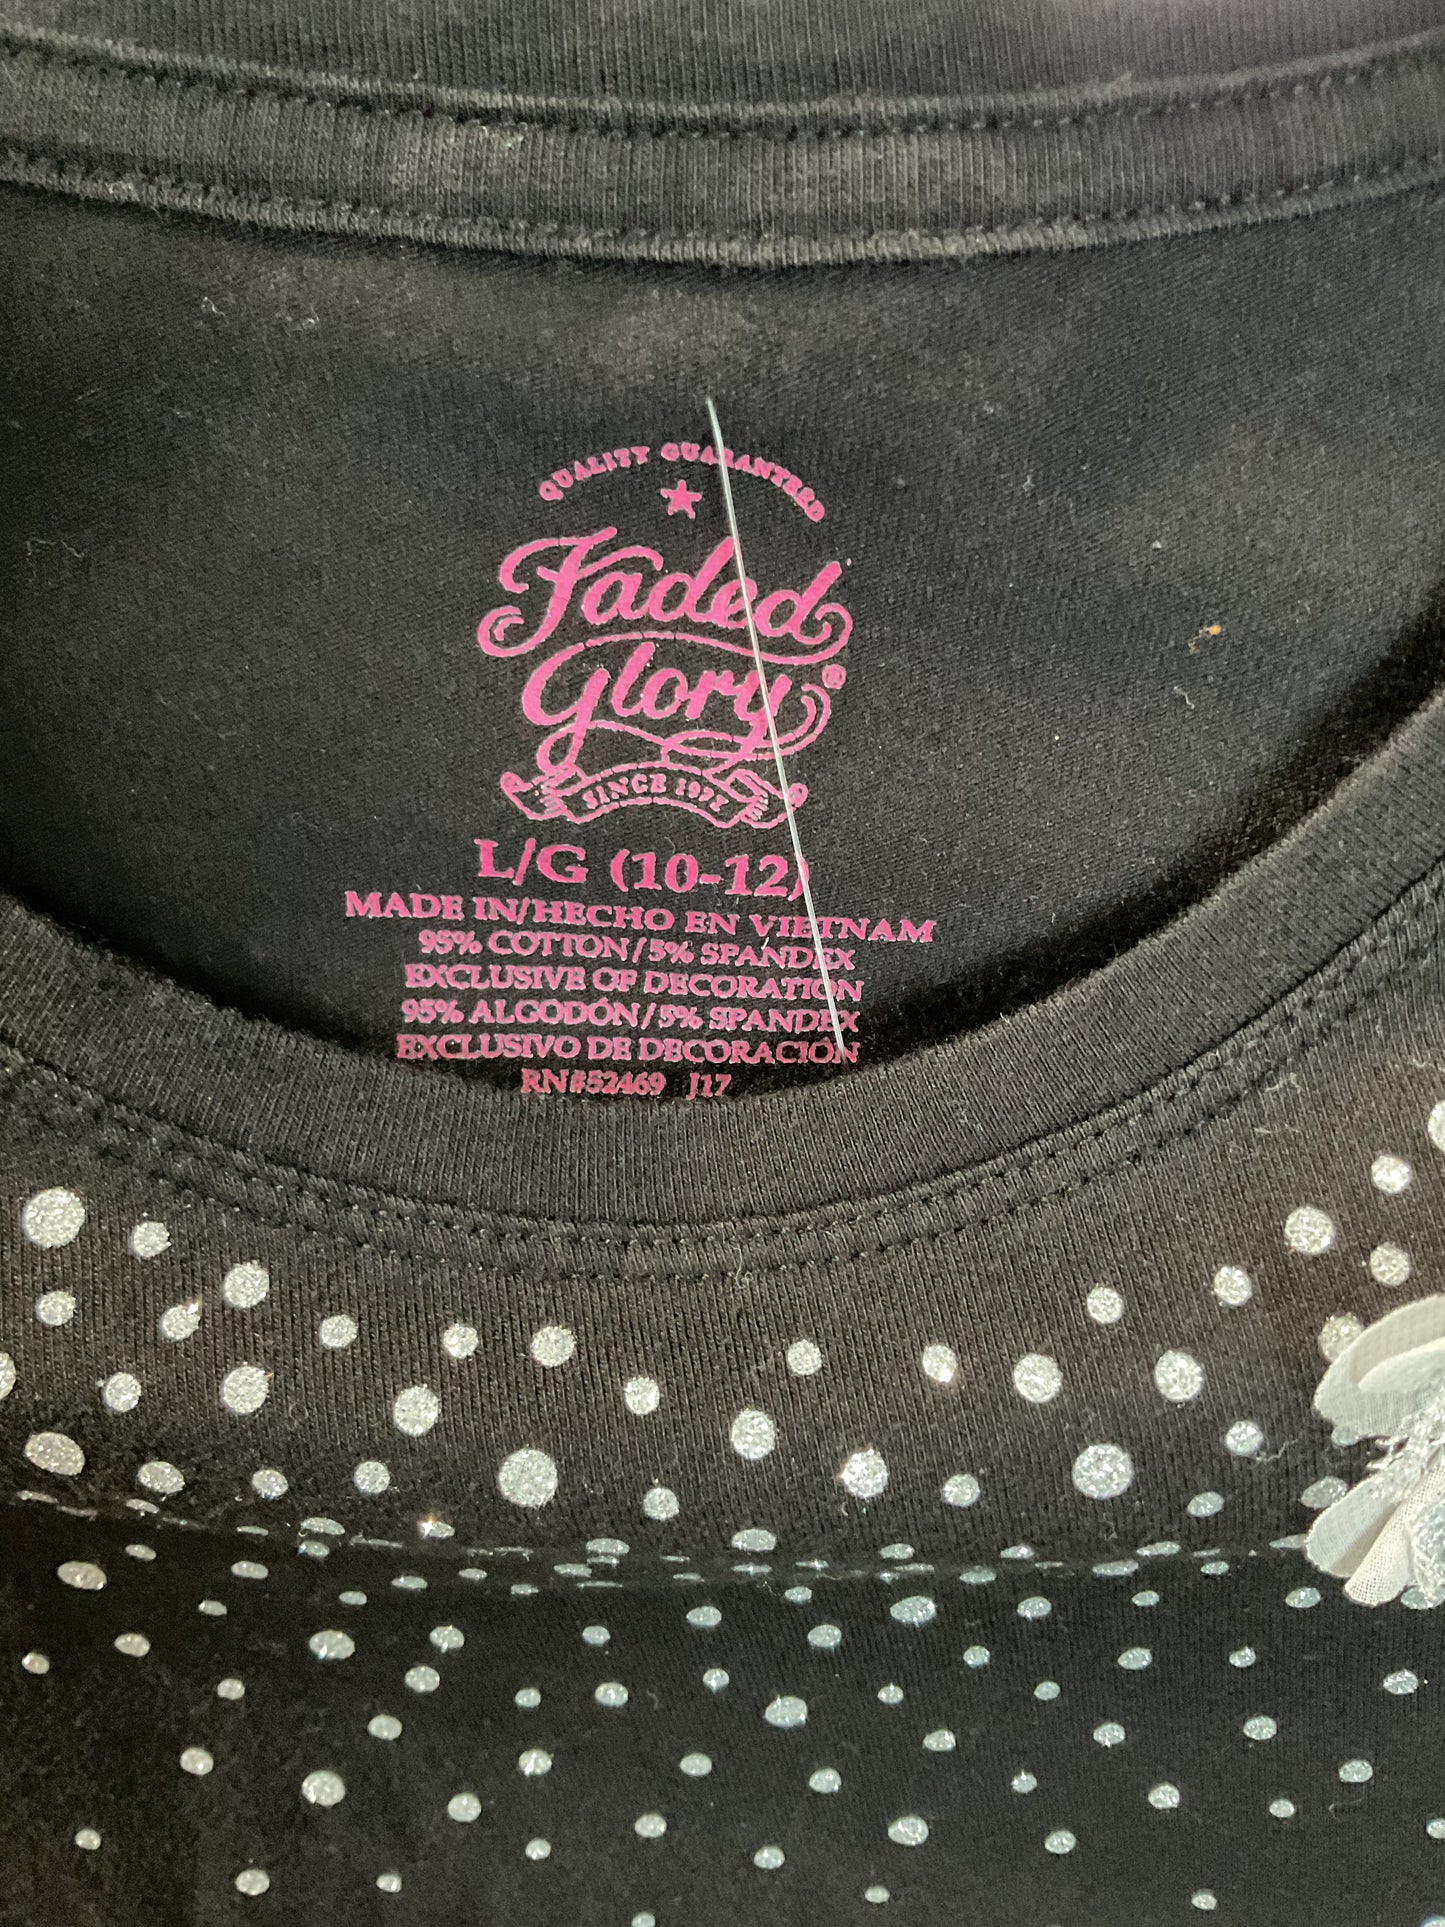 QUALITY GUARANTEED
Faded
Glory®
SINCE 1972
L/G (10-12)
MADE IN/HECHO EN VIETNAM
95% COTTON/5% SPANDEX
EXCLUSIVE OF DECORATION
95% ALGODÓN/5% SPANDEX
EXCLUSIVO DE DECORACIÓN
RN#52469 J17